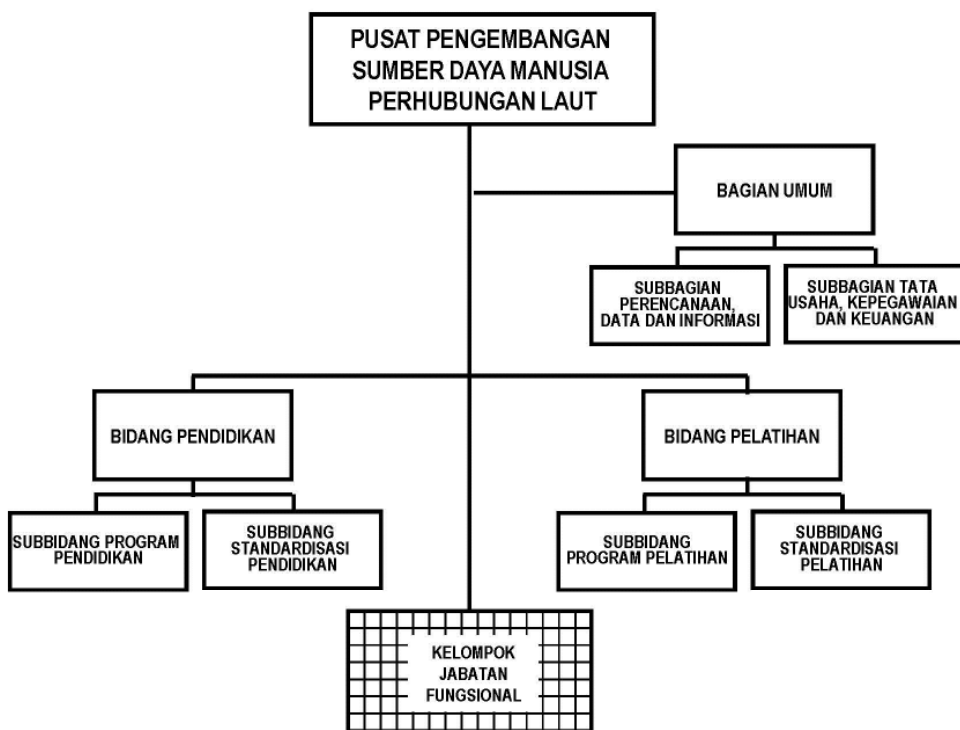 PUSAT PENGEMBANGAN
SUMBER DAYA MANUSIA
PERHUBUNGAN LAUT
BAGIAN UMUM
SUBBAGIAN
PERENCANAAN,
DATA DAN INFORMASI
SUBBAGIAN TATA
USAHA, KEPEGAWAIAN
DAN KEUANGAN
BIDANG PENDIDIKAN
BIDANG PELATIHAN
SUBBIDANG PROGRAM
PENDIDIKAN
SUBBIDANG
STANDARDISASI
PENDIDIKAN
SUBBIDANG
PROGRAM PELATIHAN
SUBBIDANG
STANDARDISASI
PELATIHAN
KELOMPOK
JABATAN
FUNGSIONAL